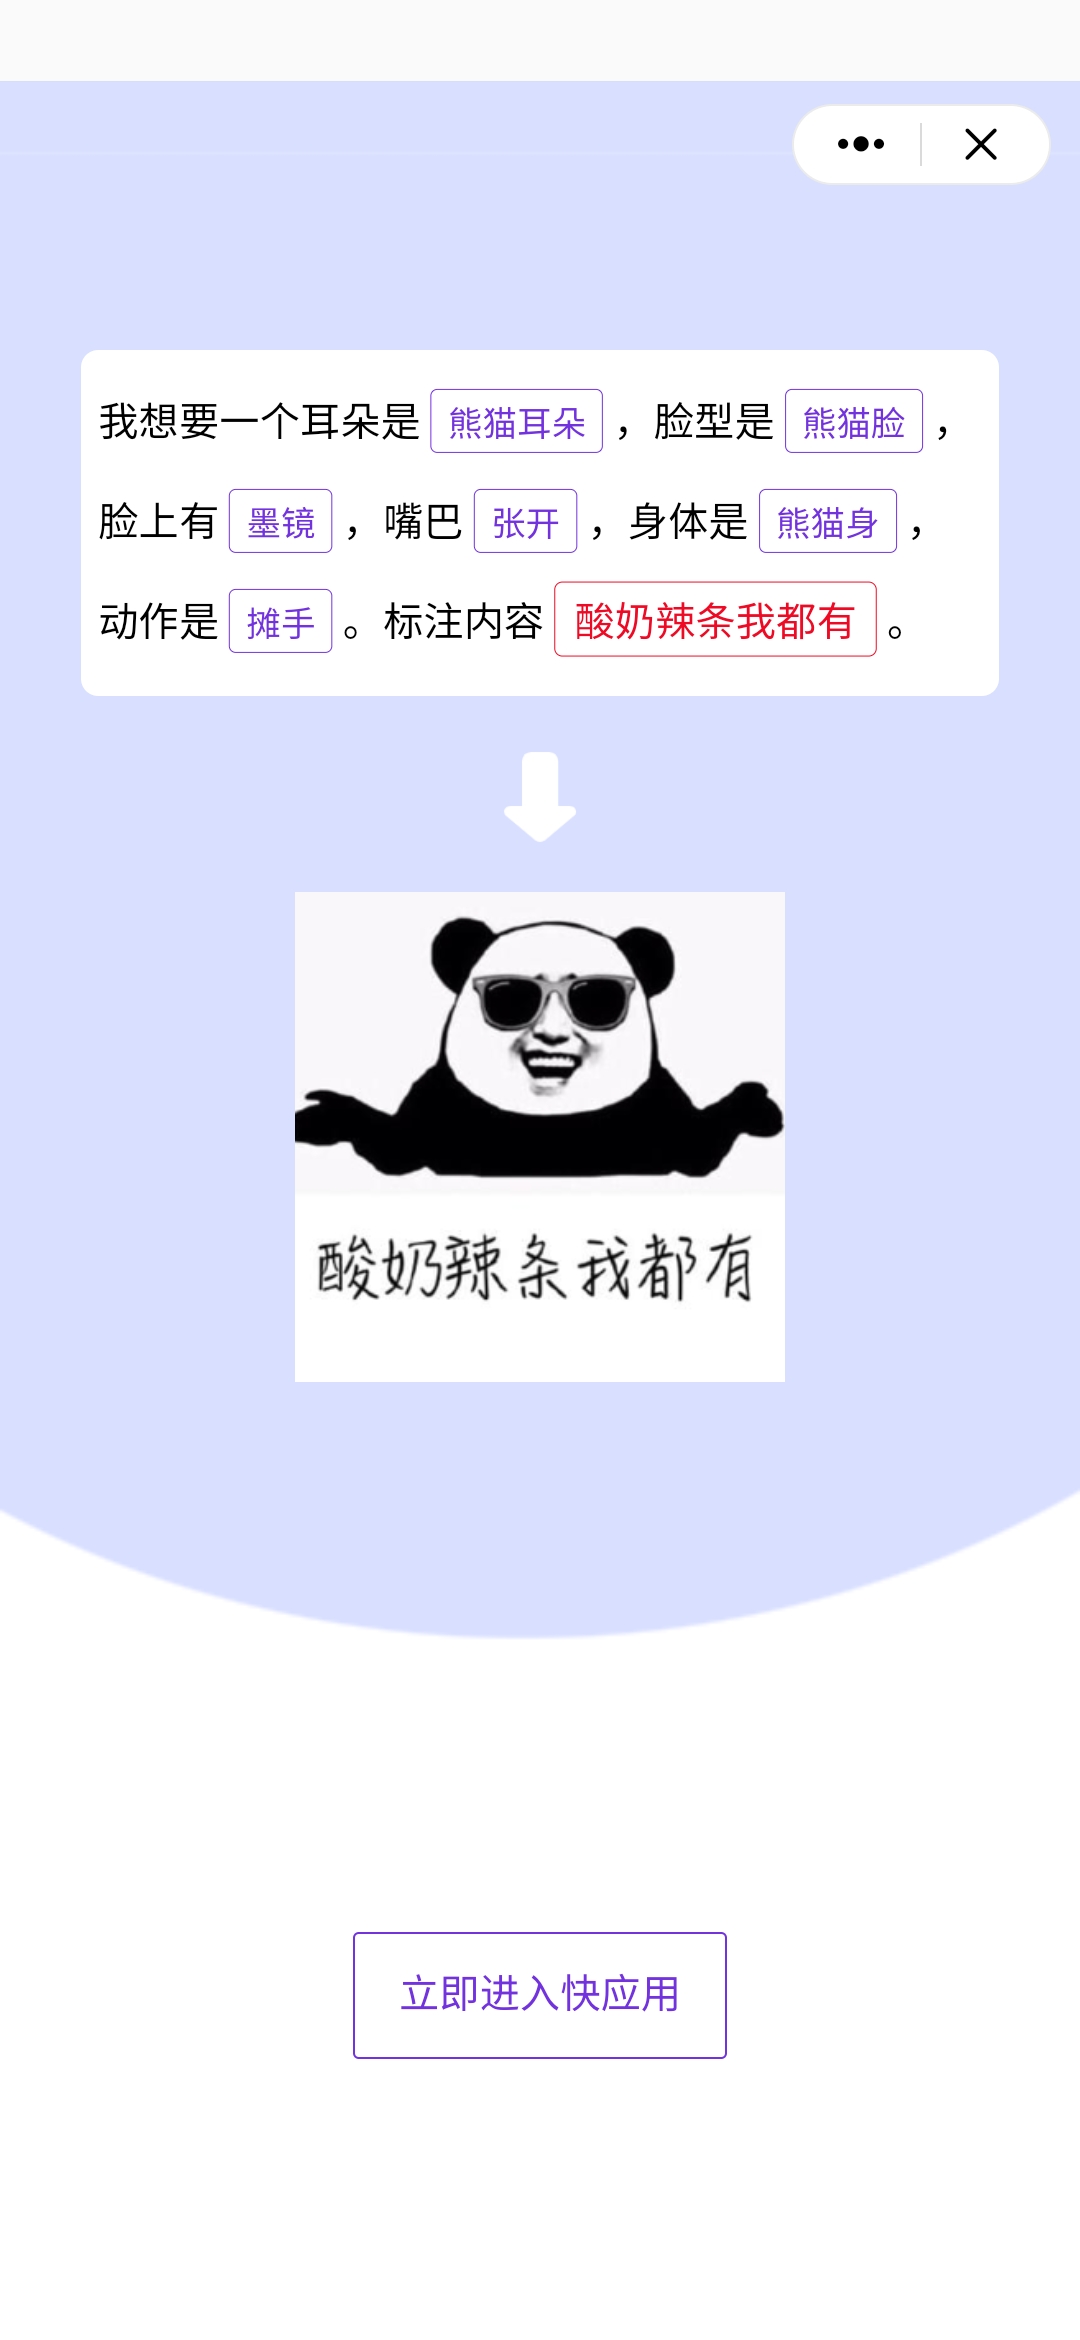 我想要一个耳朵是 熊猫耳朵 ，脸型是 熊猫脸 ，
脸上有 墨镜 ，嘴巴 张开 ，身体是 熊猫身 ，
动作是 摊手 。标注内容 酸奶辣条我都有 。
酸奶辣条我都有
立即进入快应用